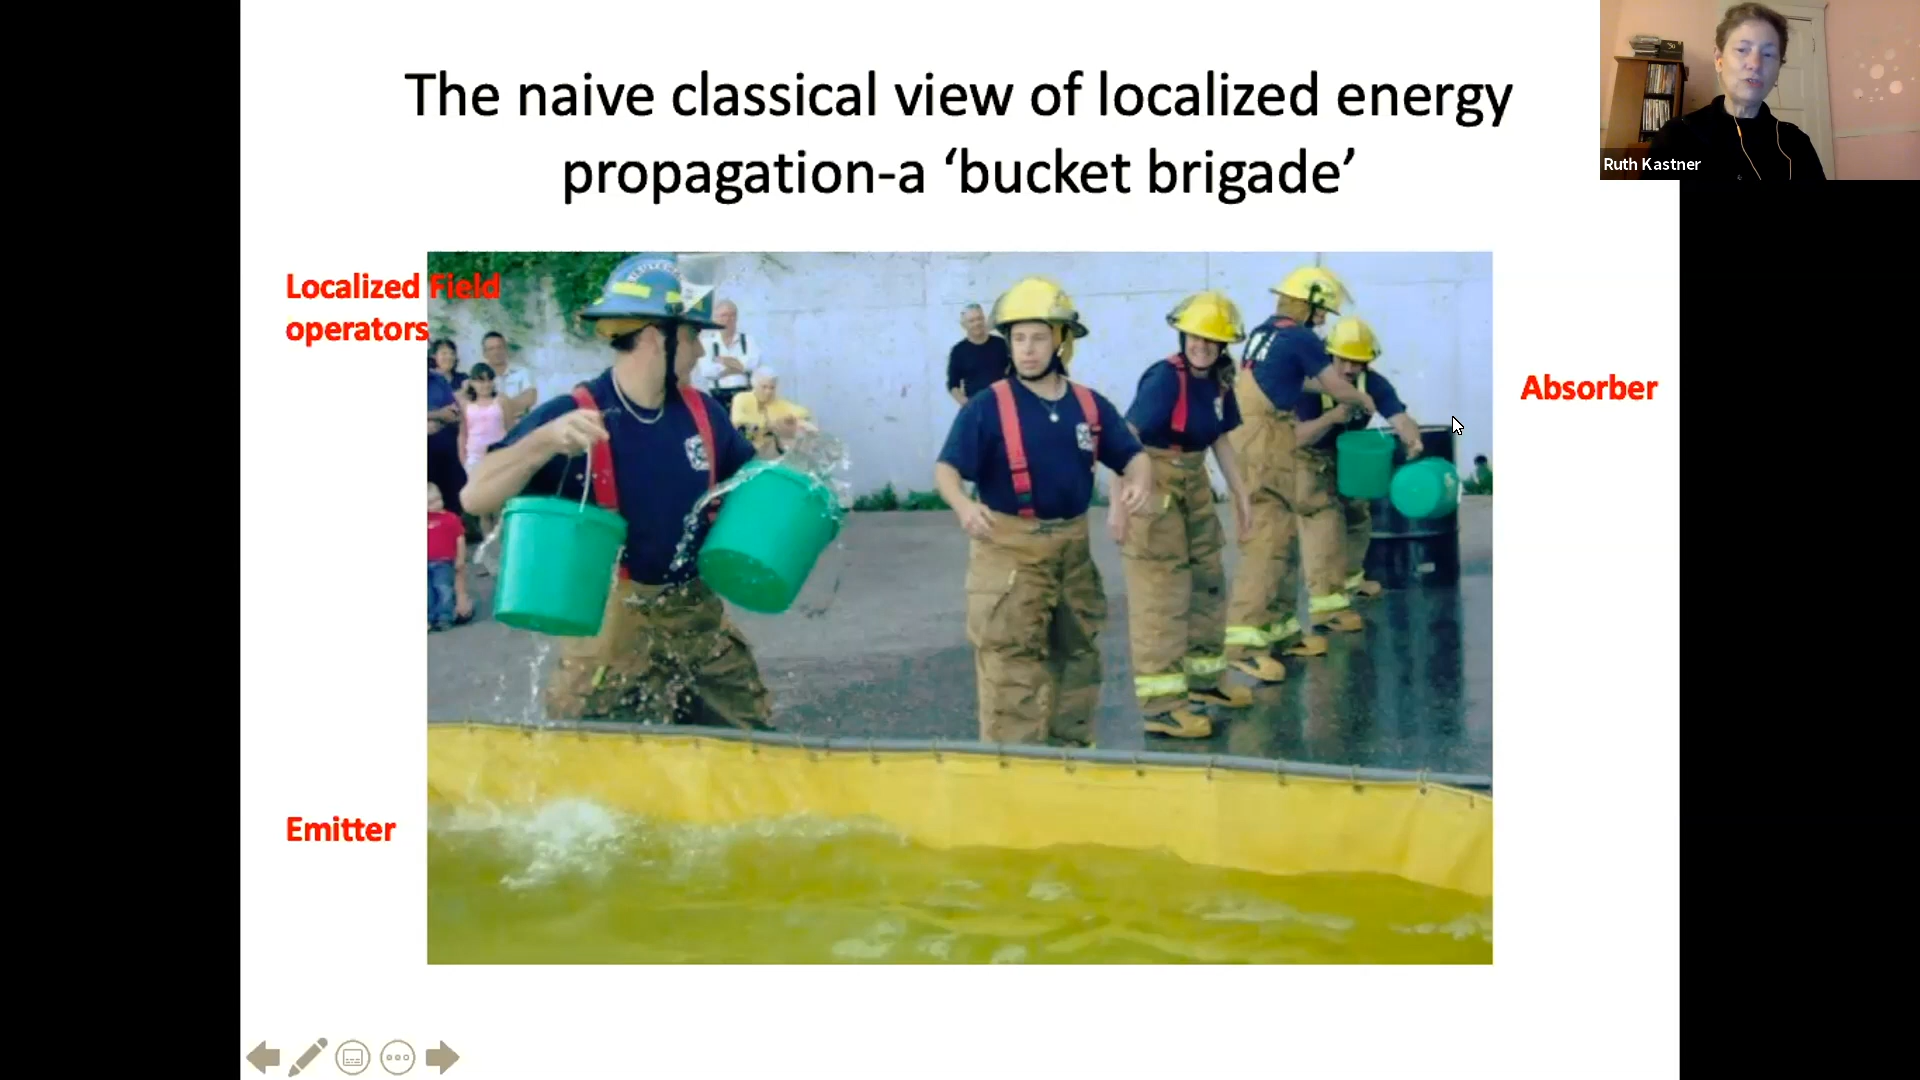 The naive classical view of localized energy
propagation-a ‘bucket brigade’
Ruth Kastner
Localized Field
operators
Absorber
Emitter